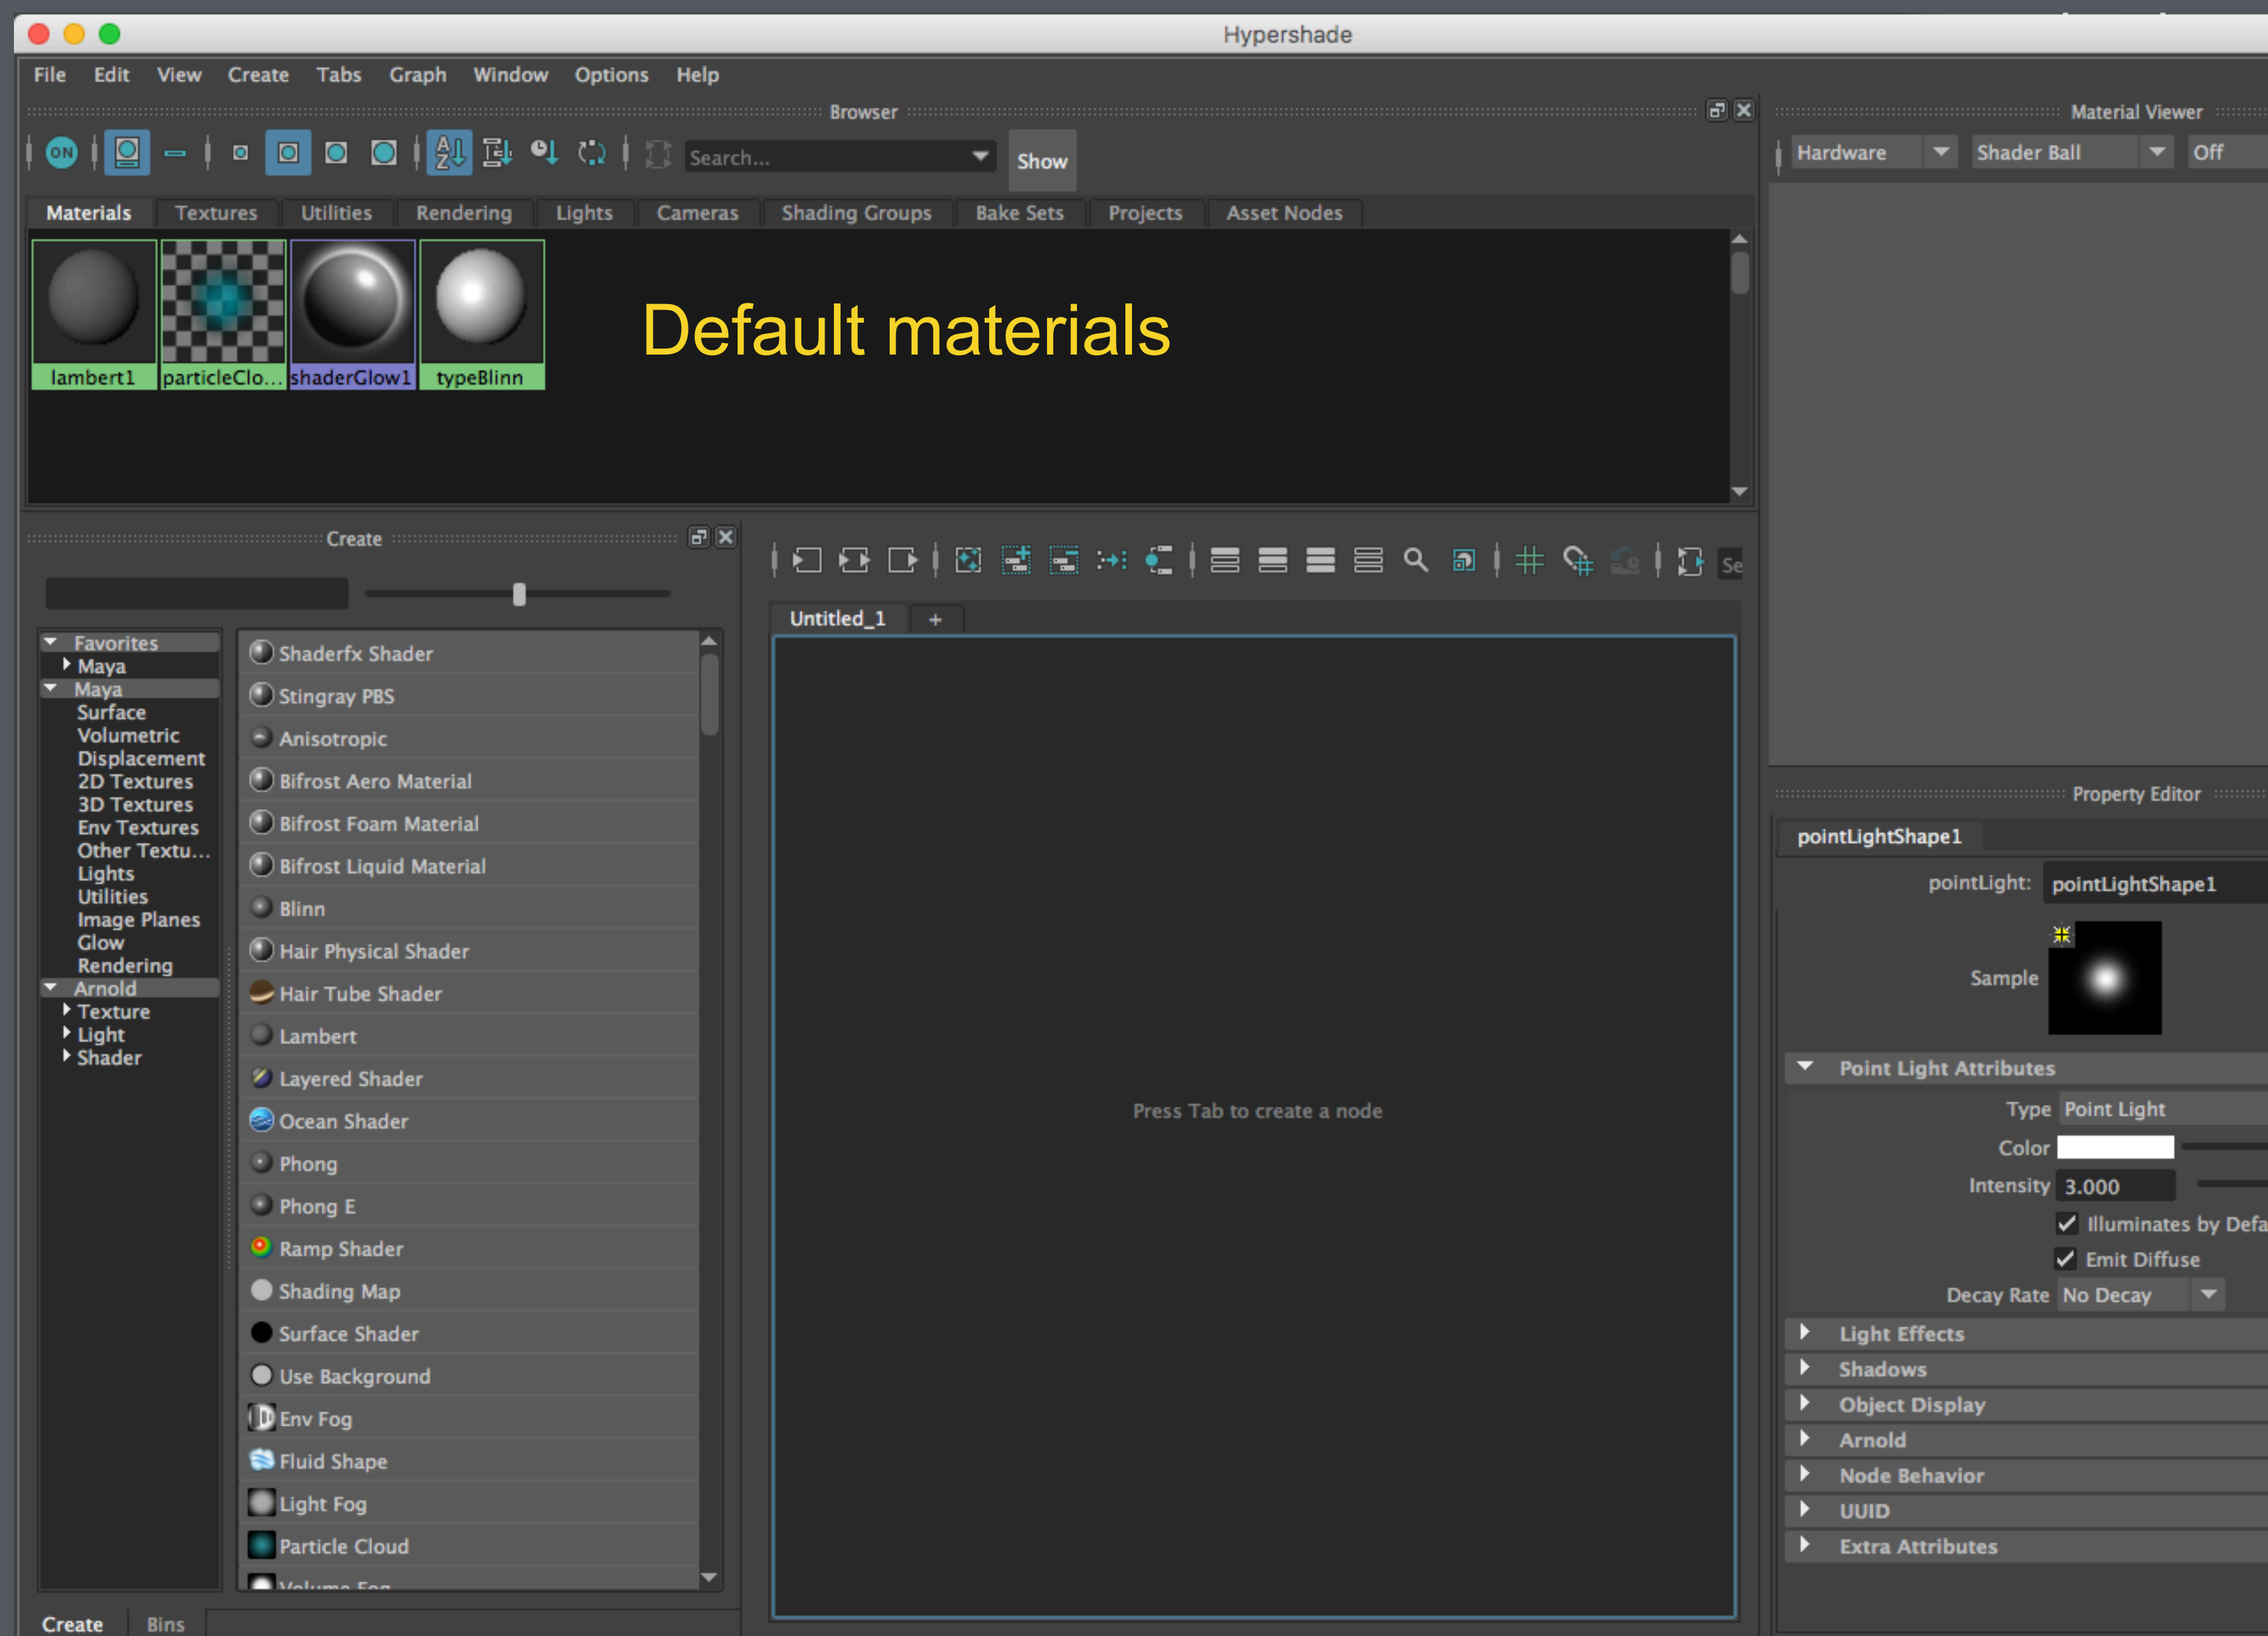 Hypershade
File Edit View Create Tabs Graph Window Options Help
Browser
ON
A
Z
Search...
Show
Materials Textures Utilities Rendering Lights Cameras Shading Groups Bake Sets Projects Asset Nodes
lambert1 particleClo... shaderGlow1 typeBlinn
Default materials
Material Viewer
Hardware Shader Ball Off
Create
Favorites
Maya
Maya
Surface
Volumetric
Displacement
2D Textures
3D Textures
Env Textures
Other Textu...
Lights
Utilities
Image Planes
Glow
Rendering
Arnold
Texture
Light
Shader
Shaderfx Shader
Stingray PBS
Anisotropic
Bifrost Aero Material
Bifrost Foam Material
Bifrost Liquid Material
Blinn
Hair Physical Shader
Hair Tube Shader
Lambert
Layered Shader
Ocean Shader
Phong
Phong E
Ramp Shader
Shading Map
Surface Shader
Use Background
Env Fog
Fluid Shape
Light Fog
Particle Cloud
Volume Fog
Create Bins
Se
Untitled_1 +
Press Tab to create a node
Property Editor
pointLightShape1
pointLight: pointLightShape1
Sample
Point Light Attributes
Type Point Light
Color
Intensity 3.000
Illuminates by Defa
Emit Diffuse
Decay Rate No Decay
Light Effects
Shadows
Object Display
Arnold
Node Behavior
UUID
Extra Attributes